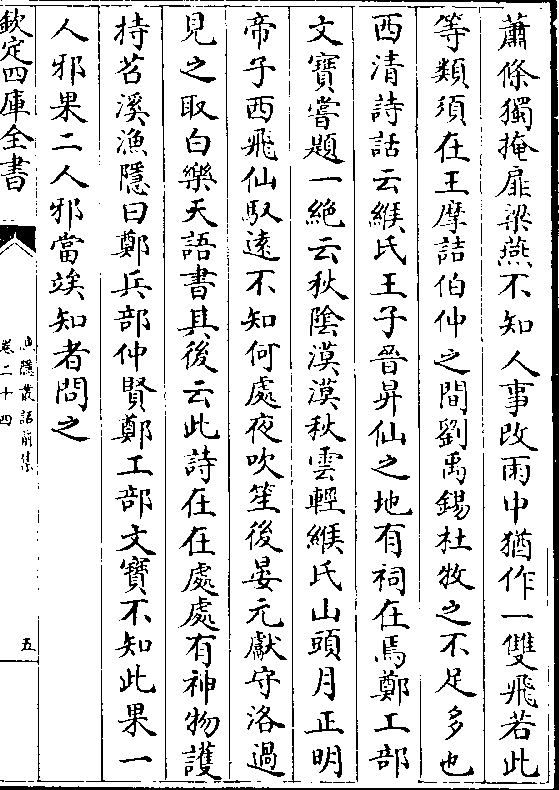 蕭條獨掩扉梁燕不知人事改雨中猶作一雙飛若此
等類須在王摩詰伯仲之間劉禹錫杜牧之不足多也
西清詩話云緱氏王子晉昇仙之地有祠在焉鄭工部
文寶嘗題一絶云秋陰漠漠秋雲輕緱氏山頭月正明
帝子西飛仙馭逺不知何處夜吹笙後晏元獻守洛過
見之取白樂天語書其後云此詩在在處處有神物護
持苕溪漁隱曰鄭兵部仲賢鄭工部文寶不知此果一
人邪果二人邪當竢知者問之
欽定四庫全書
漁隱叢話前集
卷二十四
五